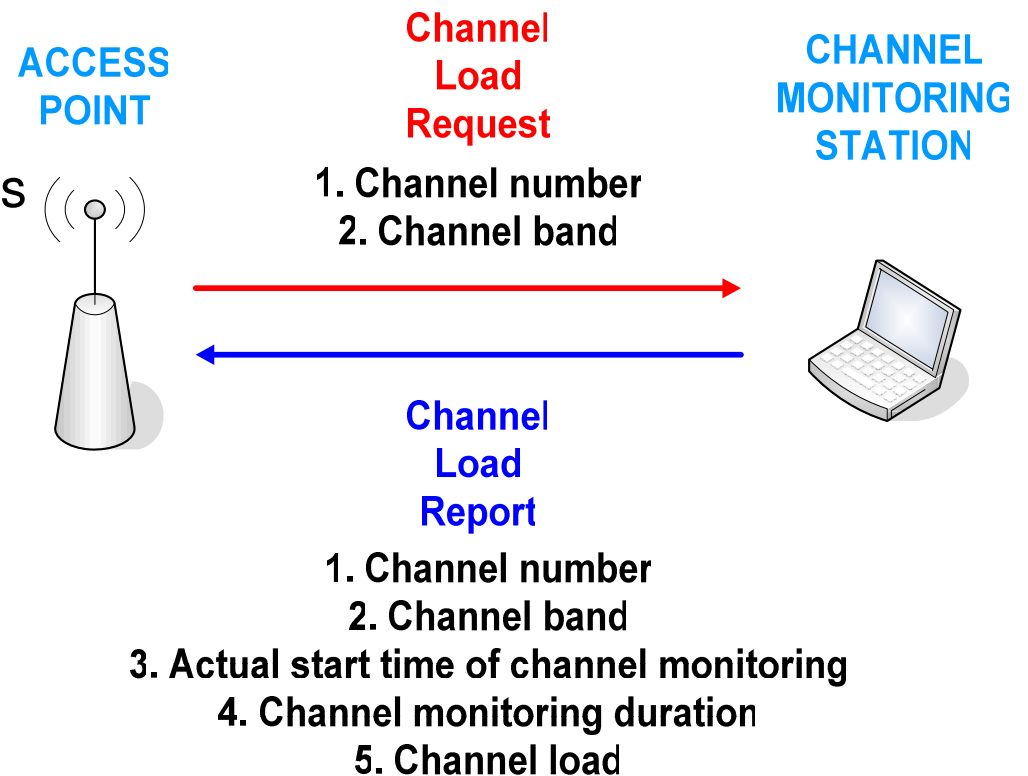 ACCESS
POINT
Channel
Load
Request
CHANNEL
MONITORING
STATION
S
1. Channel number
2. Channel band
Channel
Load
Report
1. Channel number
2. Channel band
3. Actual start time of channel monitoring
4. Channel monitoring duration
5. Channel load